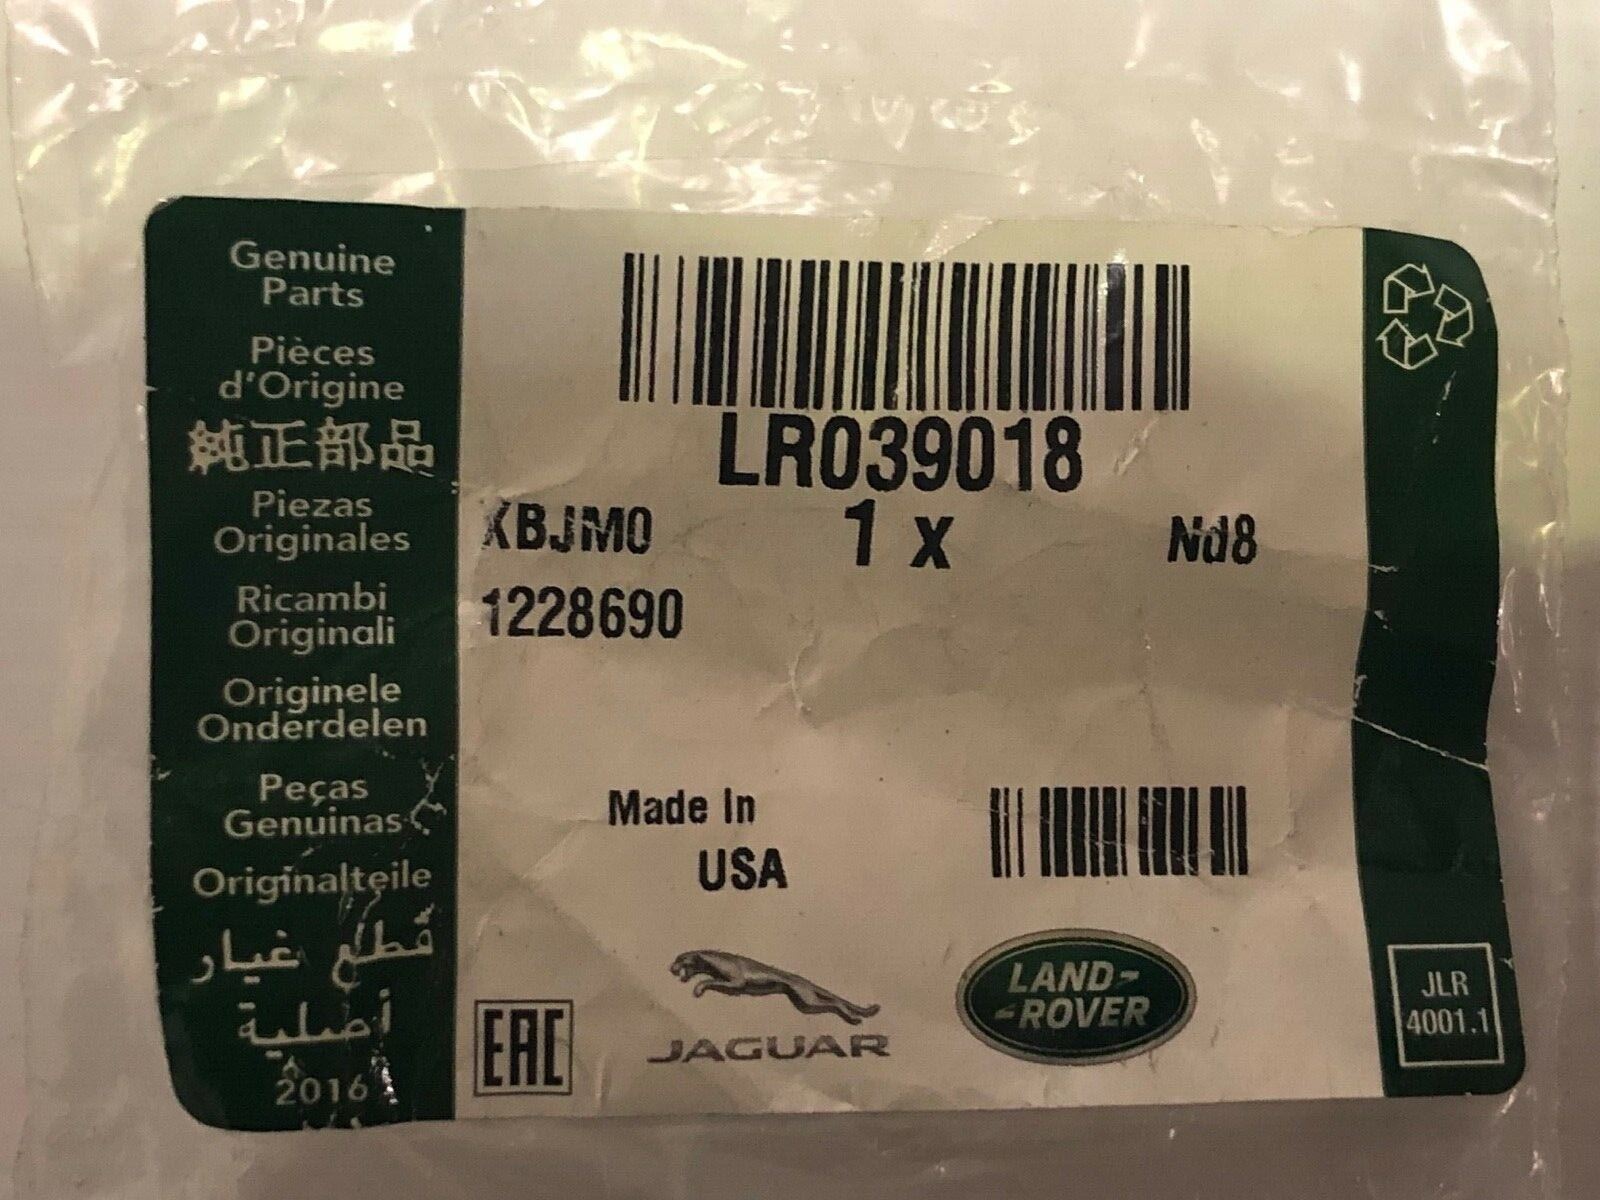 Genuine
Parts
Pièces
d'Origine
純正部品
Piezas
Originales
Ricambi
Originali
Originele
Onderdelen
Peças
Genuinas
Originalteile
قطع غيار
أصلية
2016
LR039018
XBJM0 1 x Nd8
1228690
Made In
USA
EAC
JAGUAR
LAND-
-ROVER
JLR
4001.1